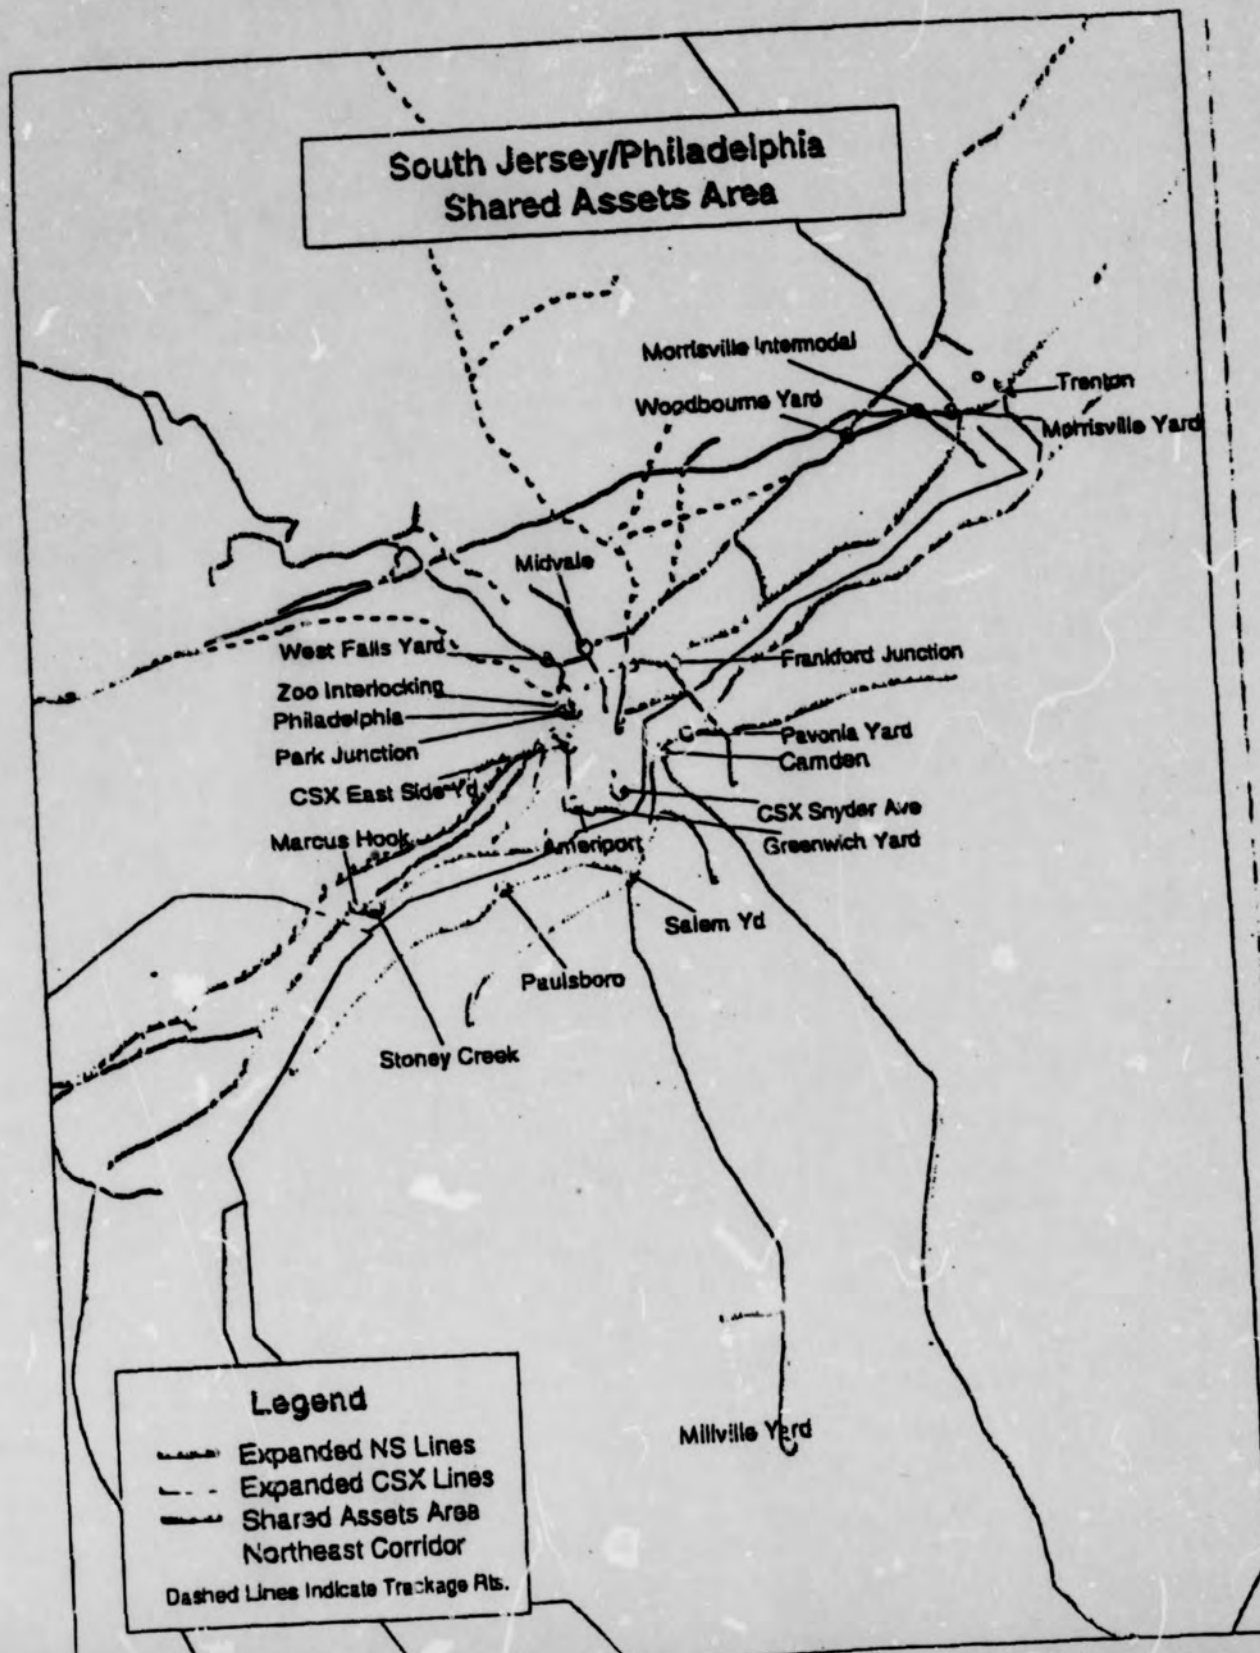 South Jersey/Philadelphia
Shared Assets Area
Morrisville Intermodal
Trenton
Woodbourne Yard
Morrisville Yard
Midvale
West Falls Yard
Frankford Junction
Zoo Interlocking
Philadelphia
Pavonia Yard
Park Junction
Camden
CSX East Side Yd
CSX Snyder Ave
Marcus Hook
Ameriport
Greenwich Yard
Salem Yd
Paulsboro
Stoney Creek
Millville Yard
Legend
Expanded NS Lines
Expanded CSX Lines
Shared Assets Area
Northeast Corridor
Dashed Lines Indicate Trackage Rts.